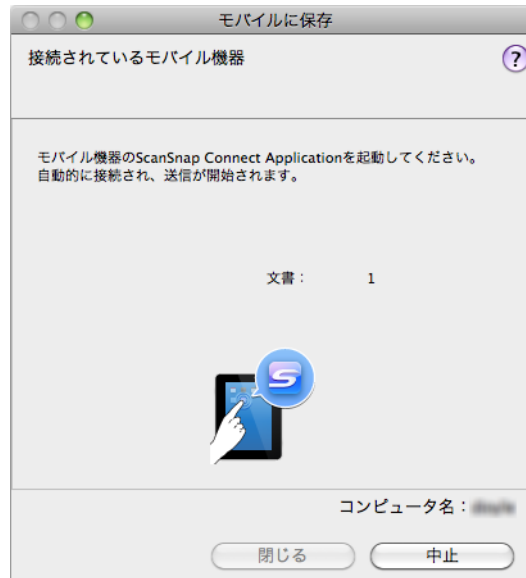 モバイルに保存
接続されているモバイル機器
?
モバイル機器のScanSnap Connect Applicationを起動してください。
自動的に接続され、送信が開始されます。
文書： 1
S
コンピュータ名：
閉じる 中止